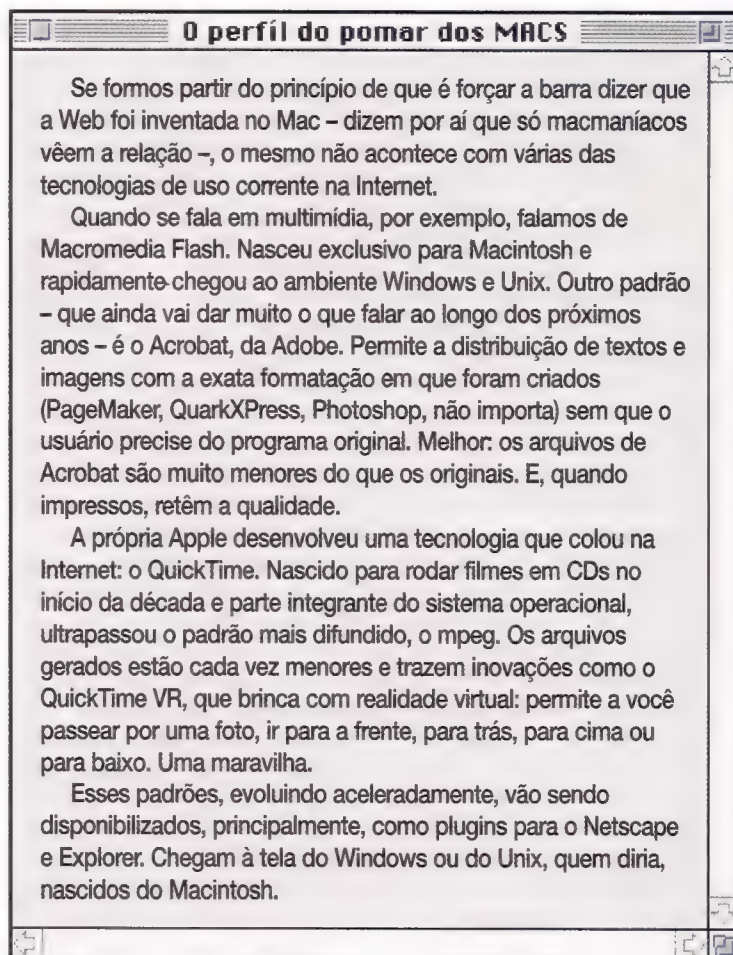 O perfíl do pomar dos MACS
Se formos partir do princípio de que é forçar a barra dizer que
a Web foi inventada no Mac – dizem por aí que só macmaníacos
vêem a relação –, o mesmo não acontece com várias das
tecnologias de uso corrente na Internet.
Quando se fala em multimídia, por exemplo, falamos de
Macromedia Flash. Nasceu exclusivo para Macintosh e
rapidamente chegou ao ambiente Windows e Unix. Outro padrão
– que ainda vai dar muito o que falar ao longo dos próximos
anos – é o Acrobat, da Adobe. Permite a distribuição de textos e
imagens com a exata formatação em que foram criados
(PageMaker, QuarkXPress, Photoshop, não importa) sem que o
usuário precise do programa original. Melhor: os arquivos de
Acrobat são muito menores do que os originais. E, quando
impressos, retêm a qualidade.
A própria Apple desenvolveu uma tecnologia que colou na
Internet: o QuickTime. Nascido para rodar filmes em CDs no
início da década e parte integrante do sistema operacional,
ultrapassou o padrão mais difundido, o mpeg. Os arquivos
gerados estão cada vez menores e trazem inovações como o
QuickTime VR, que brinca com realidade virtual: permite a você
passear por uma foto, ir para a frente, para trás, para cima ou
para baixo. Uma maravilha.
Esses padrões, evoluindo aceleradamente, vão sendo
disponibilizados, principalmente, como plugins para o Netscape
e Explorer. Chegam à tela do Windows ou do Unix, quem diria,
nascidos do Macintosh.